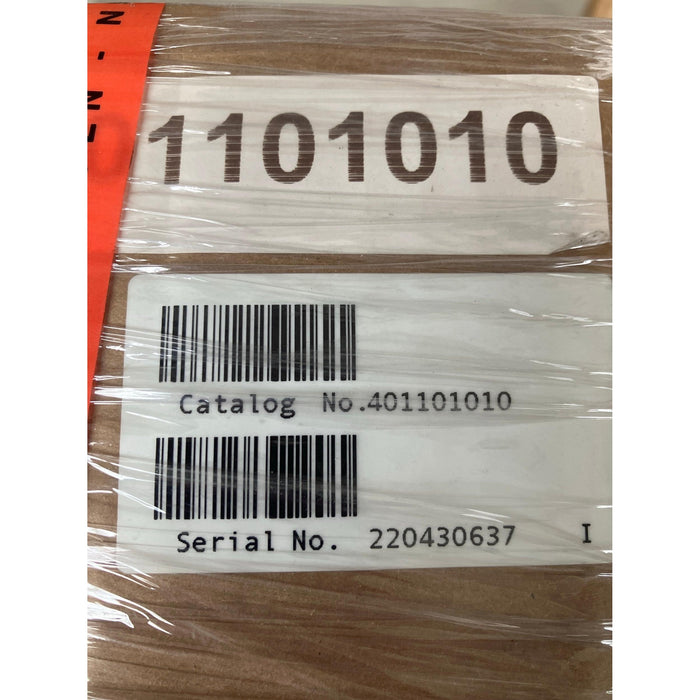 1101010
Catalog No.401101010
Serial No. 220430637 I